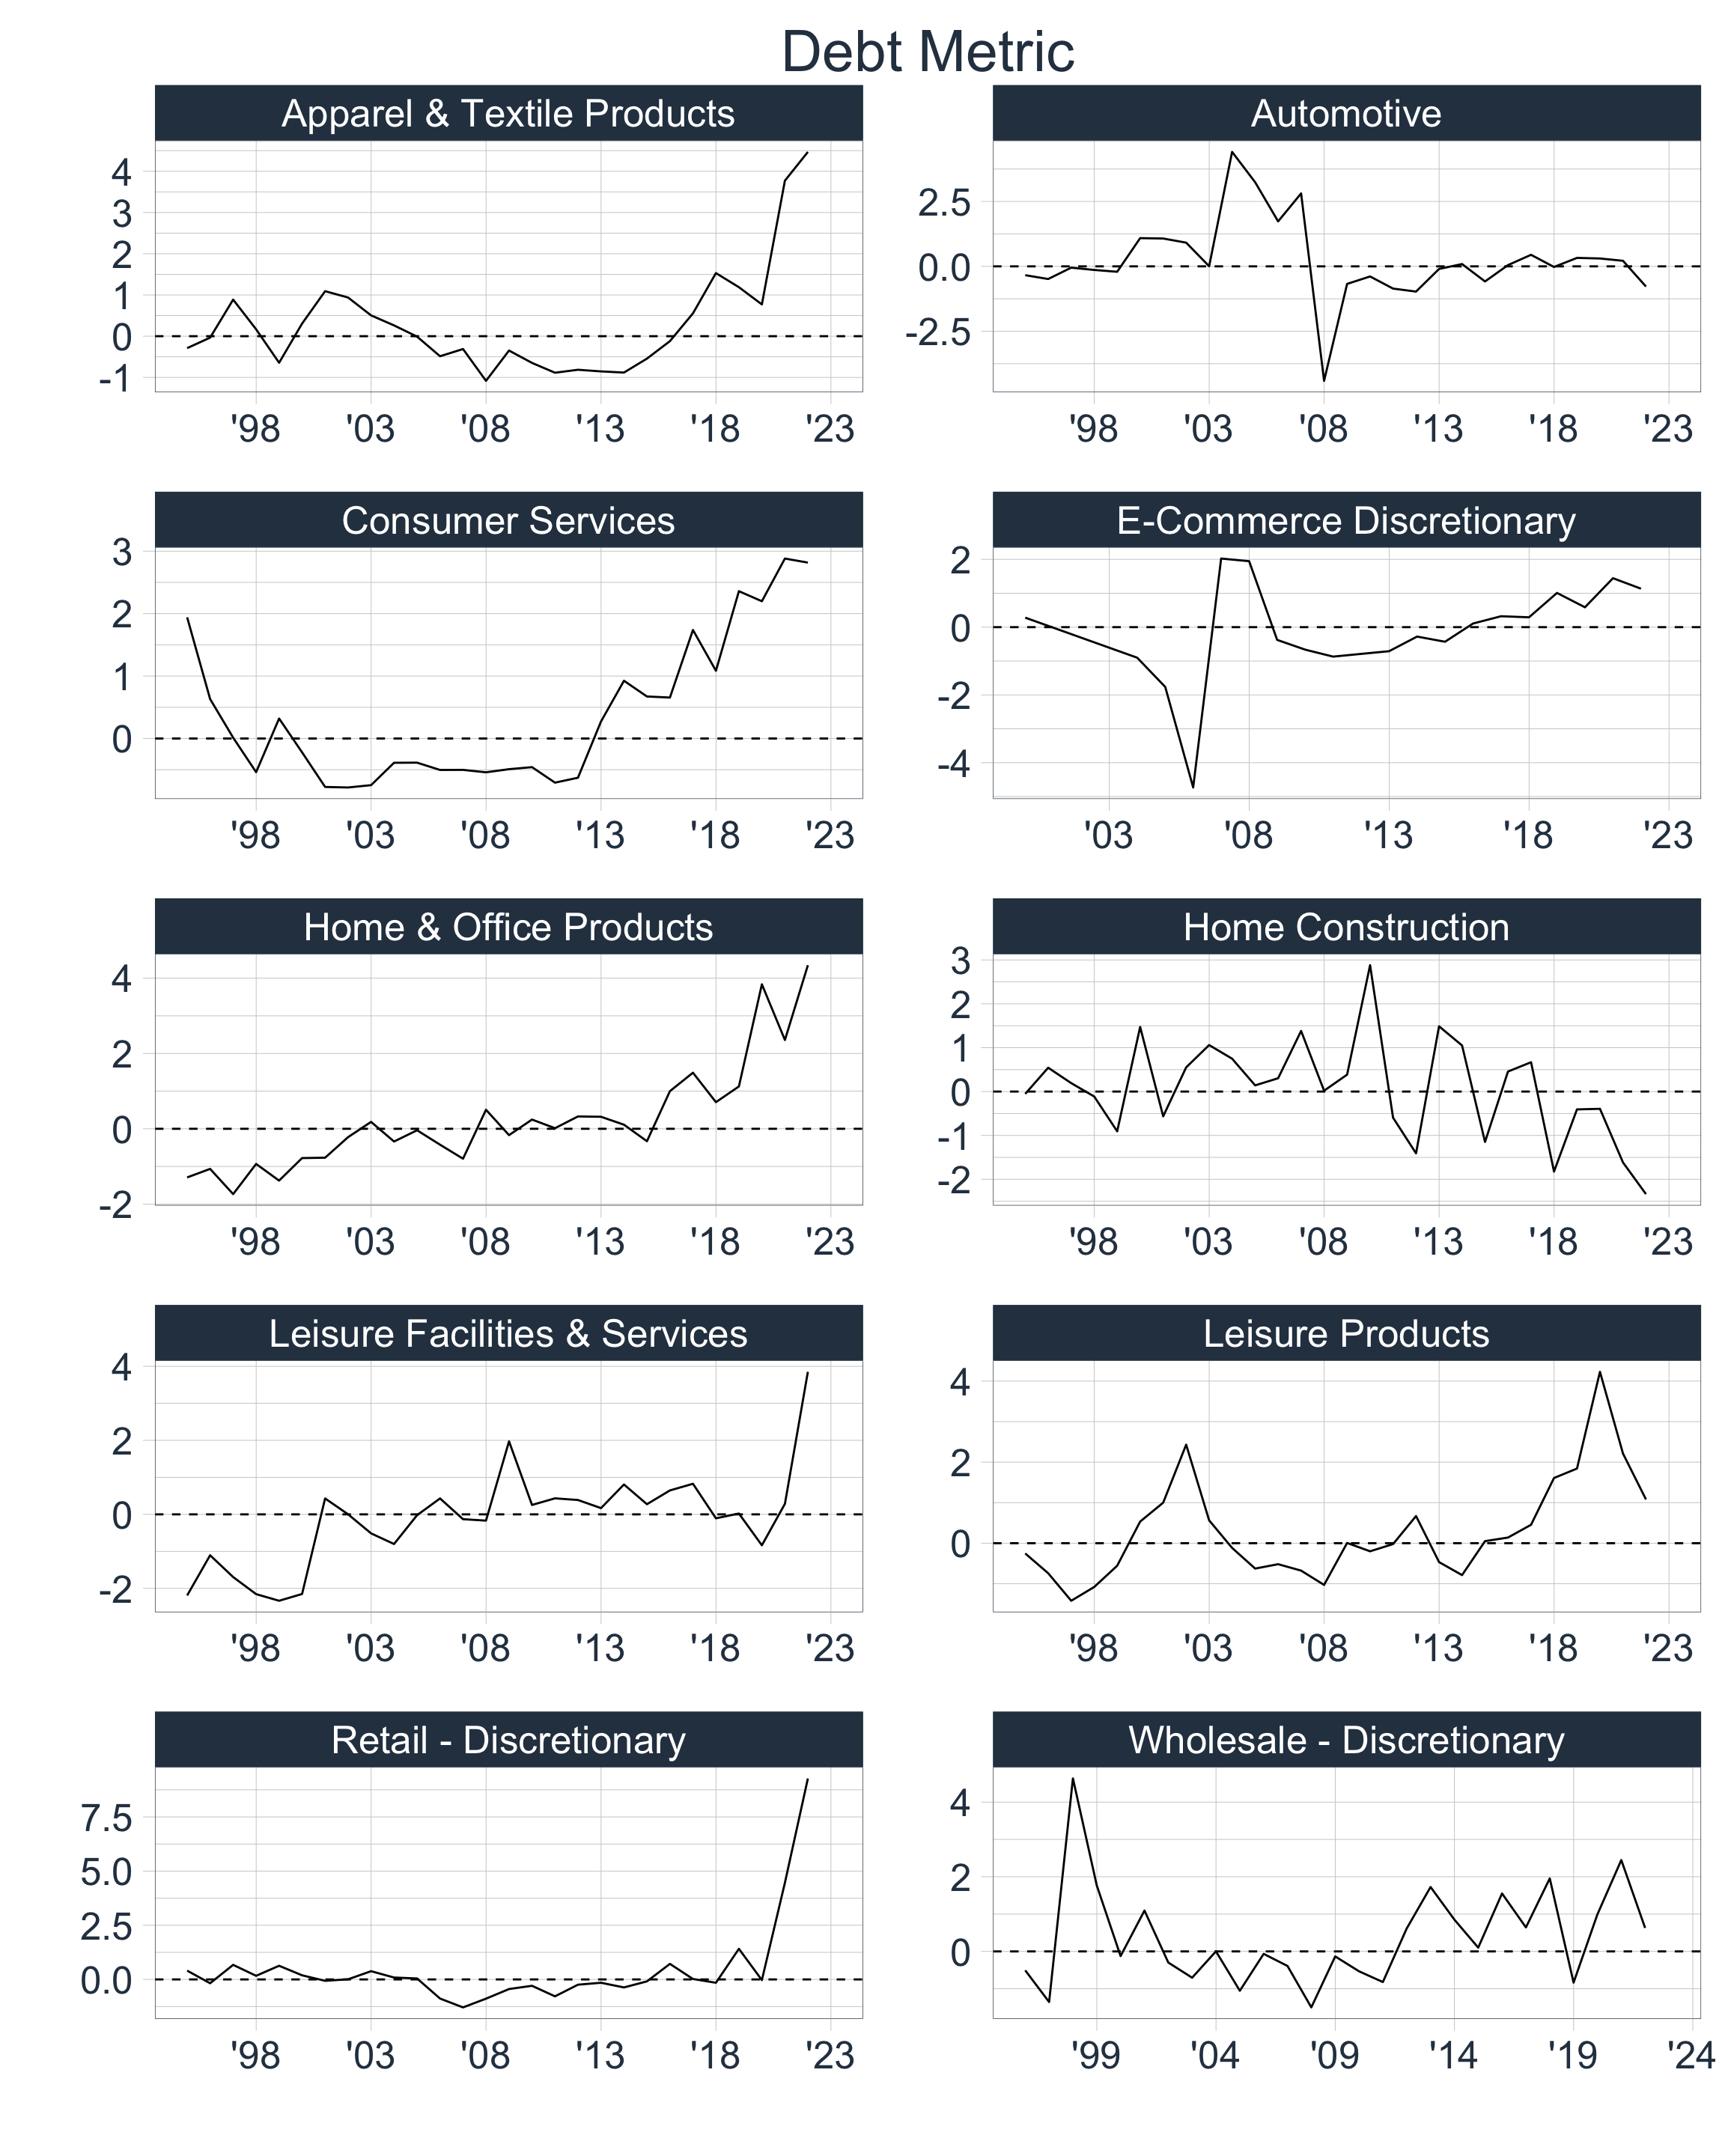 Debt Metric
Apparel & Textile Products
4
3
2
1
0
-1
'98 '03 '08 '13 '18 '23
Automotive
2.5
0.0
-2.5
'98 '03 '08 '13 '18 '23
Consumer Services
3
2
1
0
'98 '03 '08 '13 '18 '23
E-Commerce Discretionary
2
0
-2
-4
'03 '08 '13 '18 '23
Home & Office Products
4
2
0
-2
'98 '03 '08 '13 '18 '23
Home Construction
3
2
1
0
-1
-2
'98 '03 '08 '13 '18 '23
Leisure Facilities & Services
4
2
0
-2
'98 '03 '08 '13 '18 '23
Leisure Products
4
2
0
'98 '03 '08 '13 '18 '23
Retail - Discretionary
7.5
5.0
2.5
0.0
'98 '03 '08 '13 '18 '23
Wholesale - Discretionary
4
2
0
'99 '04 '09 '14 '19 '24